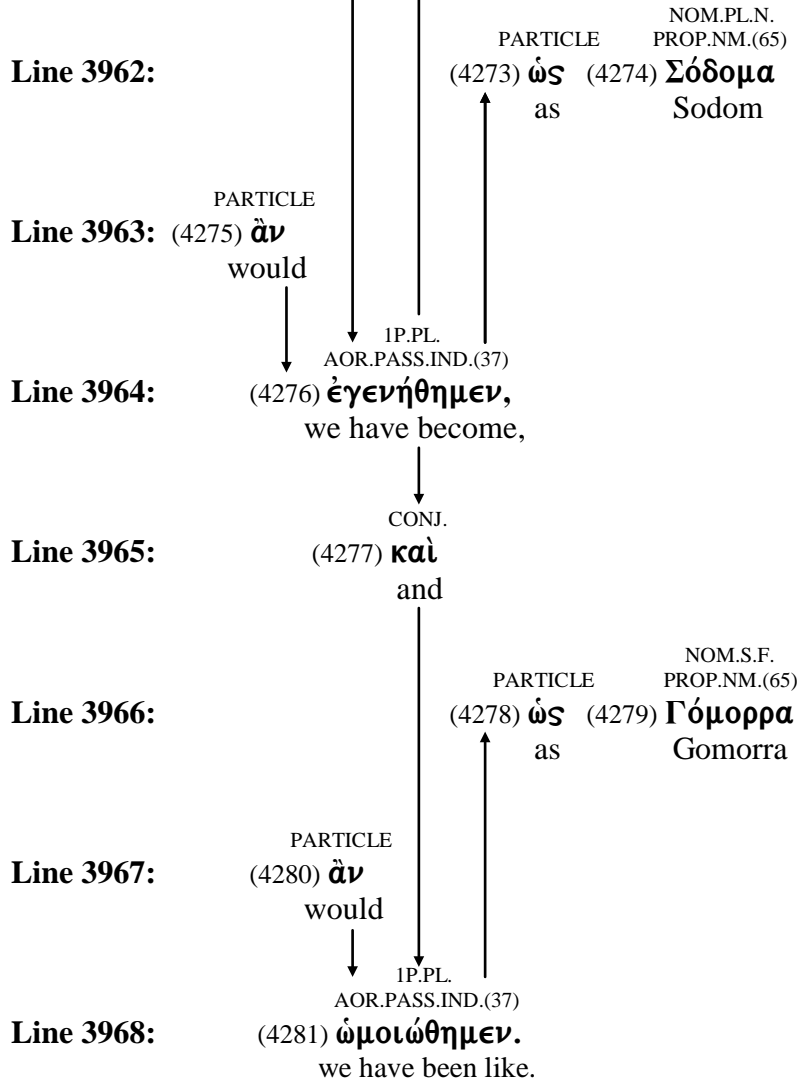 NOM.PL.N.
PARTICLE PROP.NM.(65)
Line 3962: (4273) ὡς (4274) Σόδομα
as Sodom
PARTICLE
Line 3963: (4275) ἂν
would
1P.PL.
AOR.PASS.IND.(37)
Line 3964: (4276) ἐγενήθημεν,
we have become,
CONJ.
Line 3965: (4277) καὶ
and
NOM.S.F.
PARTICLE PROP.NM.(65)
Line 3966: (4278) ὡς (4279) Γόμορρα
as Gomorra
PARTICLE
Line 3967: (4280) ἂν
would
1P.PL.
AOR.PASS.IND.(37)
Line 3968: (4281) ὡμοιώθημεν.
we have been like.